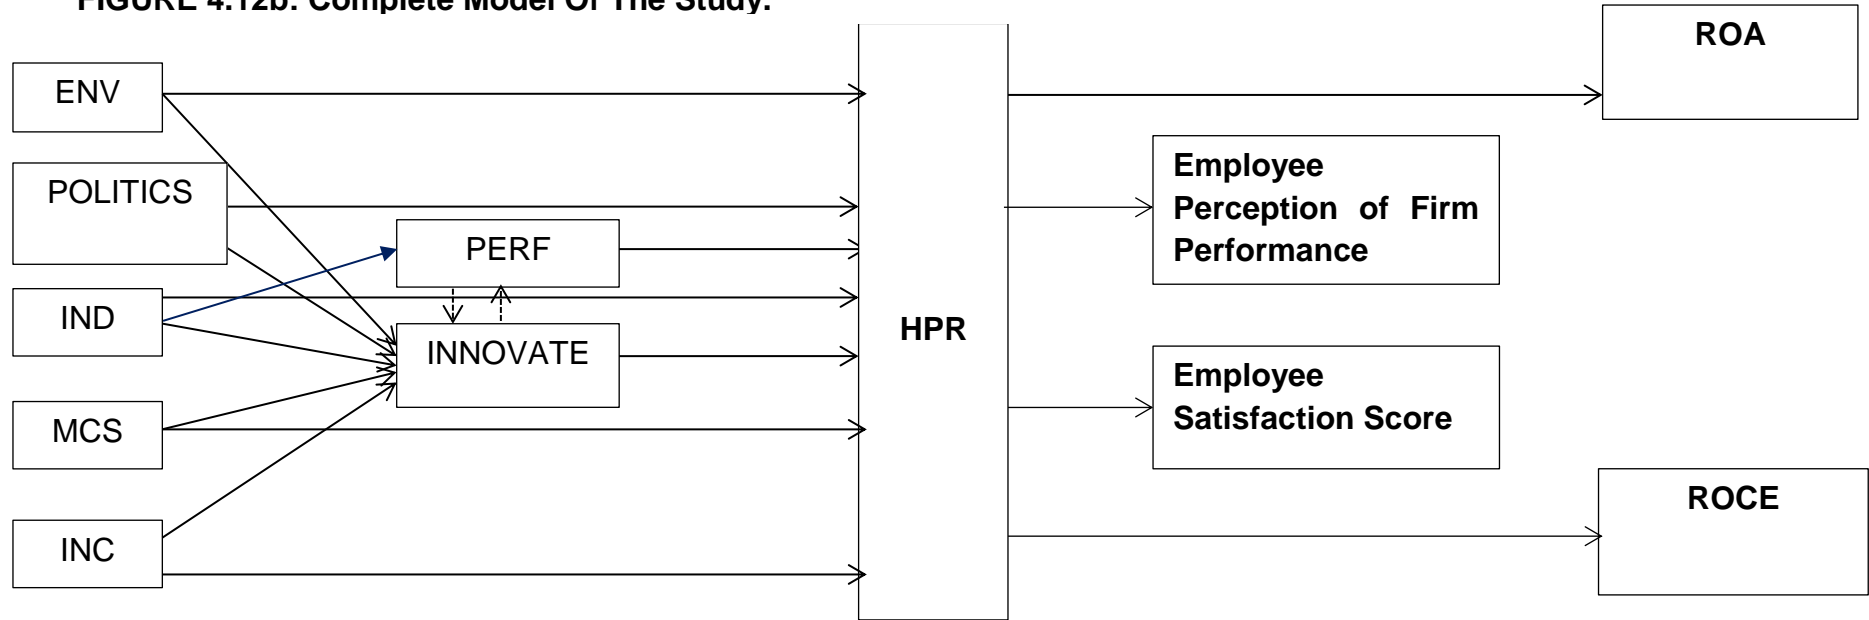 FIGURE 4.12b: Complete Model Of The Study.
ROA
ENV
Employee
Perception of Firm
Performance
POLITICS
PERF
IND
HPR
INNOVATE
Employee
Satisfaction Score
MCS
ROCE
INC